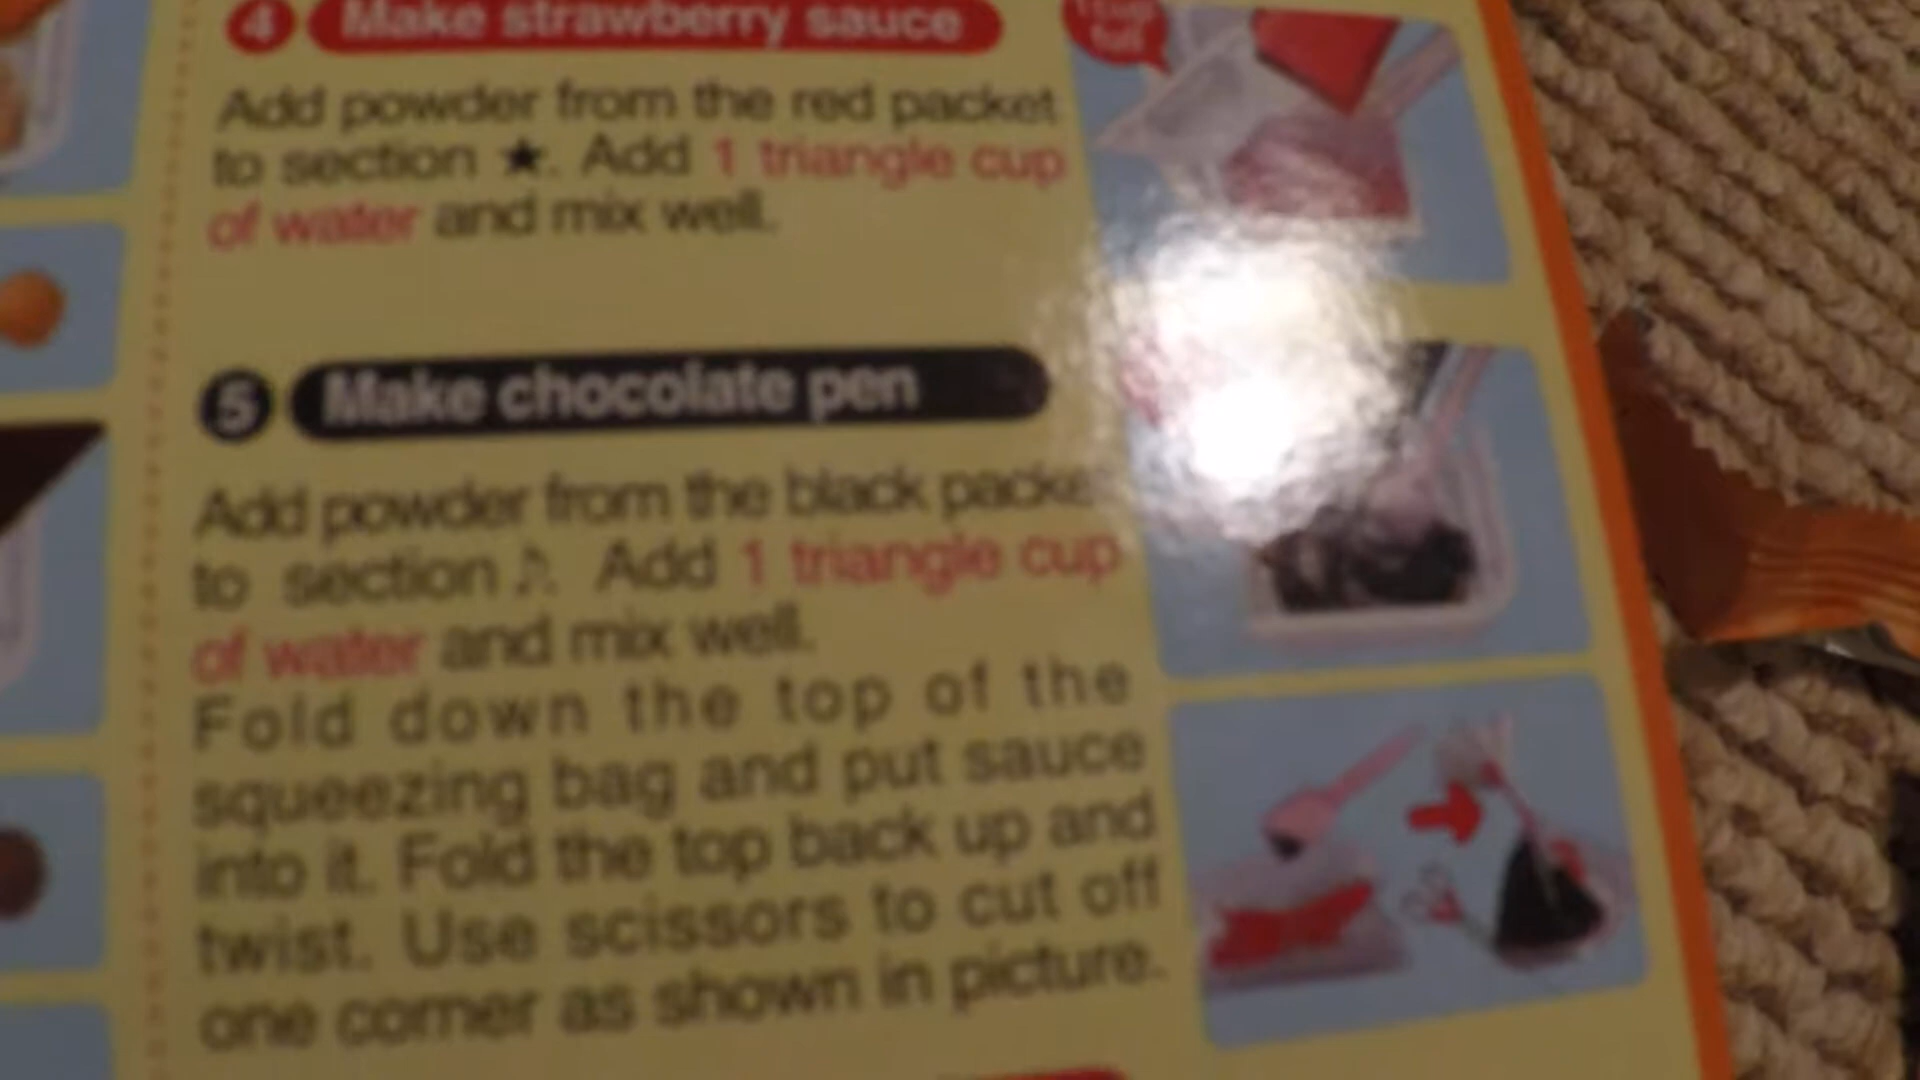 4 Make strawberry sauce
Add powder from the red packet
to section ★. Add 1 triangle cup
of water and mix well.
full
5 Make chocolate pen
Add powder from the black packe
to section ♪. Add 1 triangle cup
of water and mix well.
Fold down the top of the
squeezing bag and put sauce
into it. Fold the top back up and
twist. Use scissors to cut off
one corner as shown in picture.